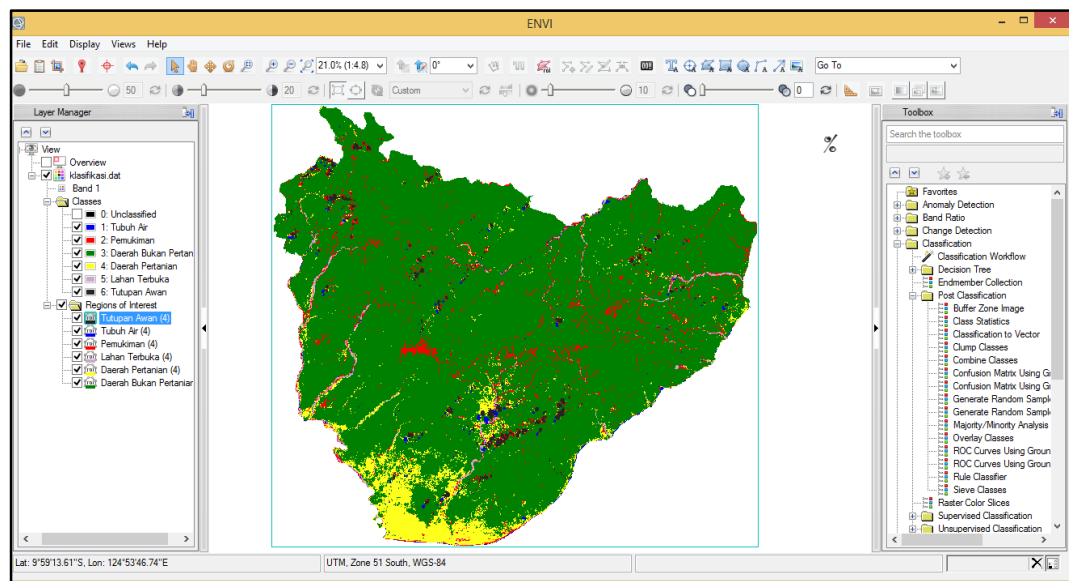 ENVI
File Edit Display Views Help
21.0% (1:4.8) 0° Go To
50 20 Custom 10 0
Layer Manager
View
Overview
klasifikasi.dat
Band 1
Classes
0: Unclassified
1: Tubuh Air
2: Pemukiman
3: Daerah Bukan Pertan
4: Daerah Pertanian
5: Lahan Terbuka
6: Tutupan Awan
Regions of Interest
Tutupan Awan (4)
Tubuh Air (4)
Pemukiman (4)
Lahan Terbuka (4)
Daerah Pertanian (4)
Daerah Bukan Pertanian
Toolbox
Search the toolbox
Favorites
Anomaly Detection
Band Ratio
Change Detection
Classification
Classification Workflow
Decision Tree
Endmember Collection
Post Classification
Buffer Zone Image
Class Statistics
Classification to Vector
Clump Classes
Combine Classes
Confusion Matrix Using Gr
Confusion Matrix Using Gr
Generate Random Sample
Generate Random Sample
Majority/Minority Analysis
Overlay Classes
ROC Curves Using Groun
ROC Curves Using Groun
Rule Classifier
Sieve Classes
Raster Color Slices
Supervised Classification
Unsupervised Classification
Lat: 9°59'13.61"S, Lon: 124°53'46.74"E
UTM, Zone 51 South, WGS-84